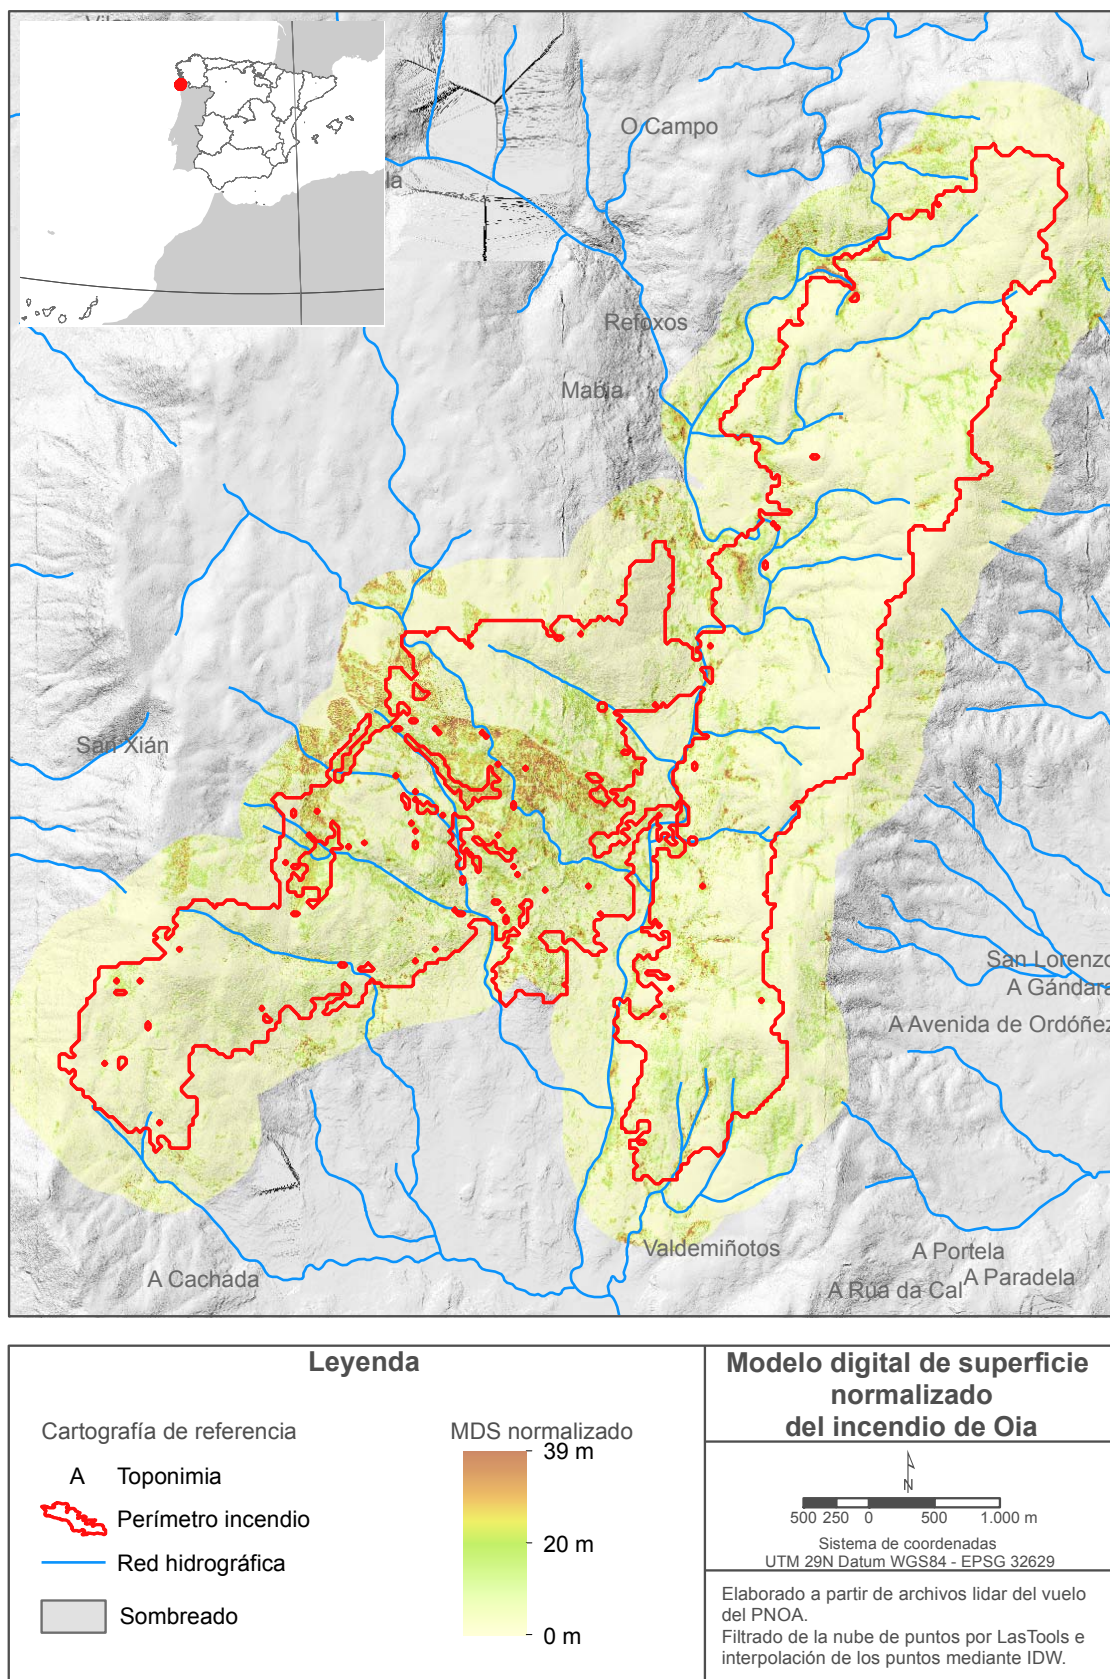 O Campo
Refoxos
Mabia
San Xián
San Lorenzo
A Gándara
A Avenida de Ordóñez
Valdemiñotos
A Portela
A Cachada
A Rúa da Cal
A Paradela
Leyenda
Cartografía de referencia
A Toponimia
Perímetro incendio
Red hidrográfica
Sombreado
MDS normalizado
39 m
20 m
0 m
Modelo digital de superficie
normalizado
del incendio de Oia
N
500 250 0 500 1.000 m
Sistema de coordenadas
UTM 29N Datum WGS84 - EPSG 32629
Elaborado a partir de archivos lidar del vuelo
del PNOA.
Filtrado de la nube de puntos por LasTools e
interpolación de los puntos mediante IDW.